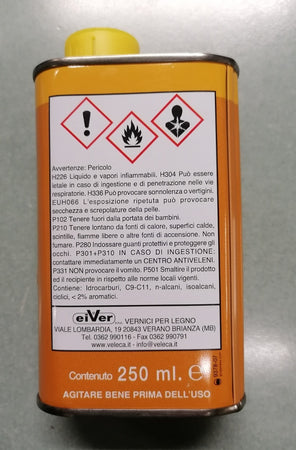 Avvertenze: Pericolo
H226 Liquido e vapori infiammabili. H304 Può essere
letale in caso di ingestione e di penetrazione nelle vie
respiratorie. H336 Può provocare sonnolenza o vertigini.
EUH066 L'esposizione ripetuta può provocare
secchezza e screpolature della pelle.
P102 Tenere fuori dalla portata dei bambini.
P210 Tenere lontano da fonti di calore, superfici calde,
scintille, fiamme libere o altre fonti di accensione. Non
fumare. P280 Indossare guanti protettivi e proteggere gli
occhi. P301+P310 IN CASO DI INGESTIONE:
contattare immediatamente un CENTRO ANTIVELENI.
P331 NON provocare il vomito. P501 Smaltire il prodotto
ed il recipiente in rispetto alle norme locali vigenti.
Contiene: Idrocarburi, C9-C11, n-alcani, isoalcani,
ciclici, < 2% aromatici.
eiVer ... VERNICI PER LEGNO
VIALE LOMBARDIA, 19 20843 VERANO BRIANZA (MB)
Tel. 0362 990116 - Fax 0362 990791
www.veleca.it info@veleca.it
Contenuto 250 ml. e
AGITARE BENE PRIMA DELL'USO